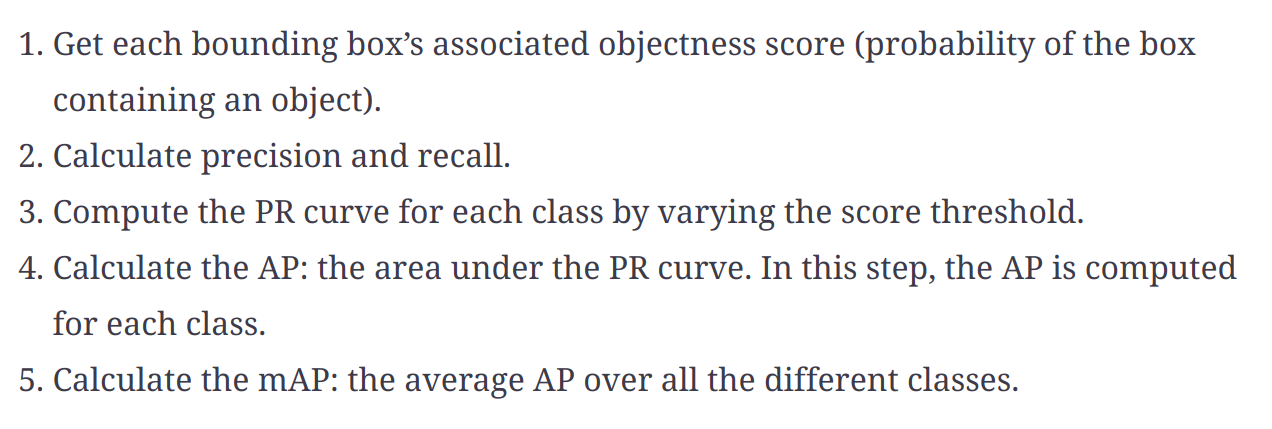 1. Get each bounding box’s associated objectness score (probability of the box
containing an object).
2. Calculate precision and recall.
3. Compute the PR curve for each class by varying the score threshold.
4. Calculate the AP: the area under the PR curve. In this step, the AP is computed
for each class.
5. Calculate the mAP: the average AP over all the different classes.